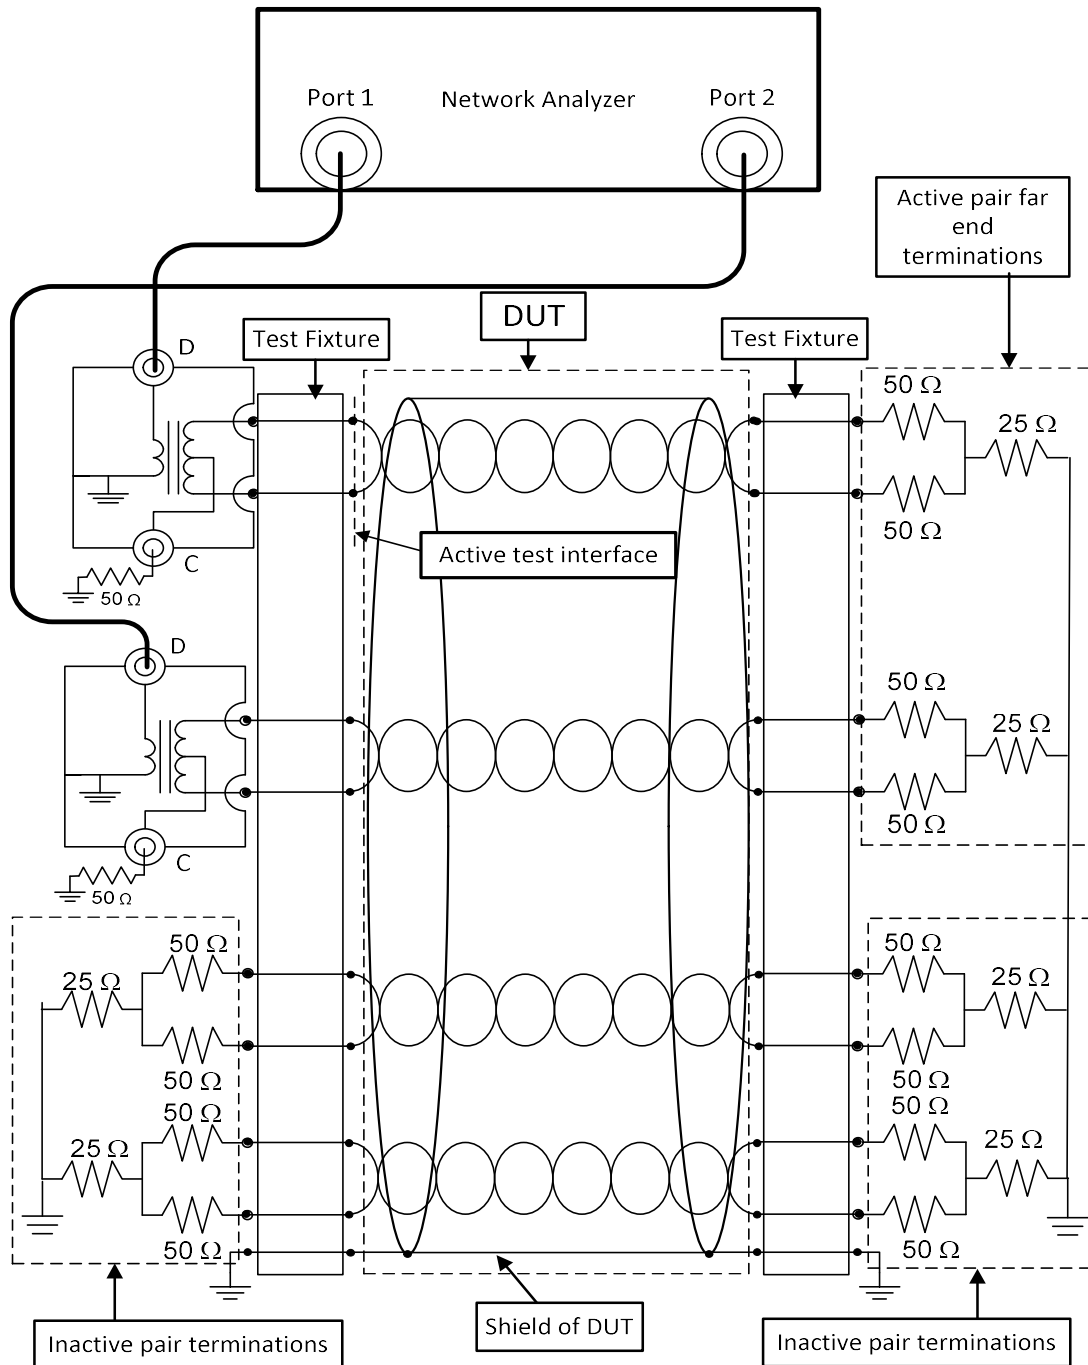 Port 1
Network Analyzer
Port 2
Active pair far
end
terminations
DUT
Test Fixture
Test Fixture
D
50 Ω
25 Ω
50 Ω
Active test interface
C
50 Ω
D
50 Ω
25 Ω
50 Ω
C
50 Ω
50 Ω
25 Ω
50 Ω
50 Ω
25 Ω
50 Ω
50 Ω
25 Ω
50 Ω
50 Ω
25 Ω
50 Ω
Shield of DUT
Inactive pair terminations
Inactive pair terminations